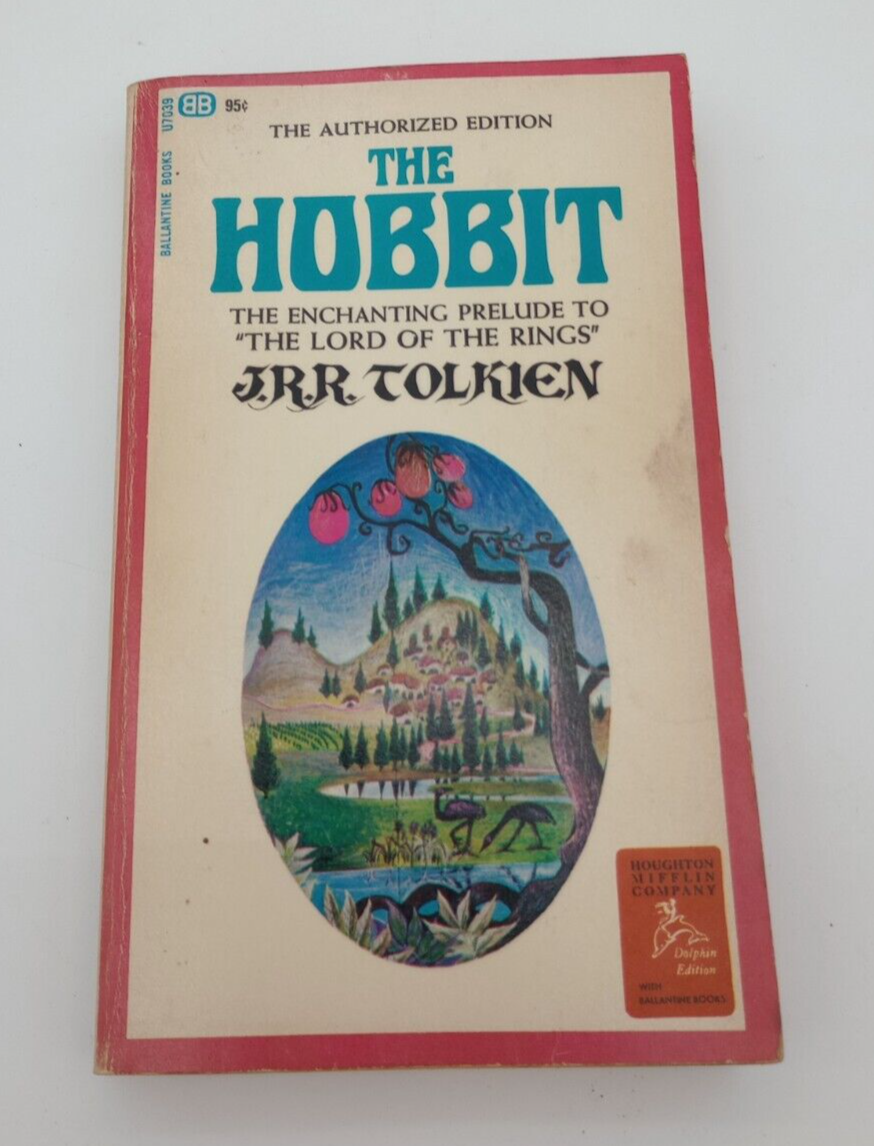 BALLANTINE BOOKS U7039
BB 95¢
THE AUTHORIZED EDITION
THE
HOBBIT
THE ENCHANTING PRELUDE TO
"THE LORD OF THE RINGS"
J.R.R. TOLKIEN
HOUGHTON
MIFFLIN
COMPANY
Dolphin
Edition
WITH
BALLANTINE BOOKS